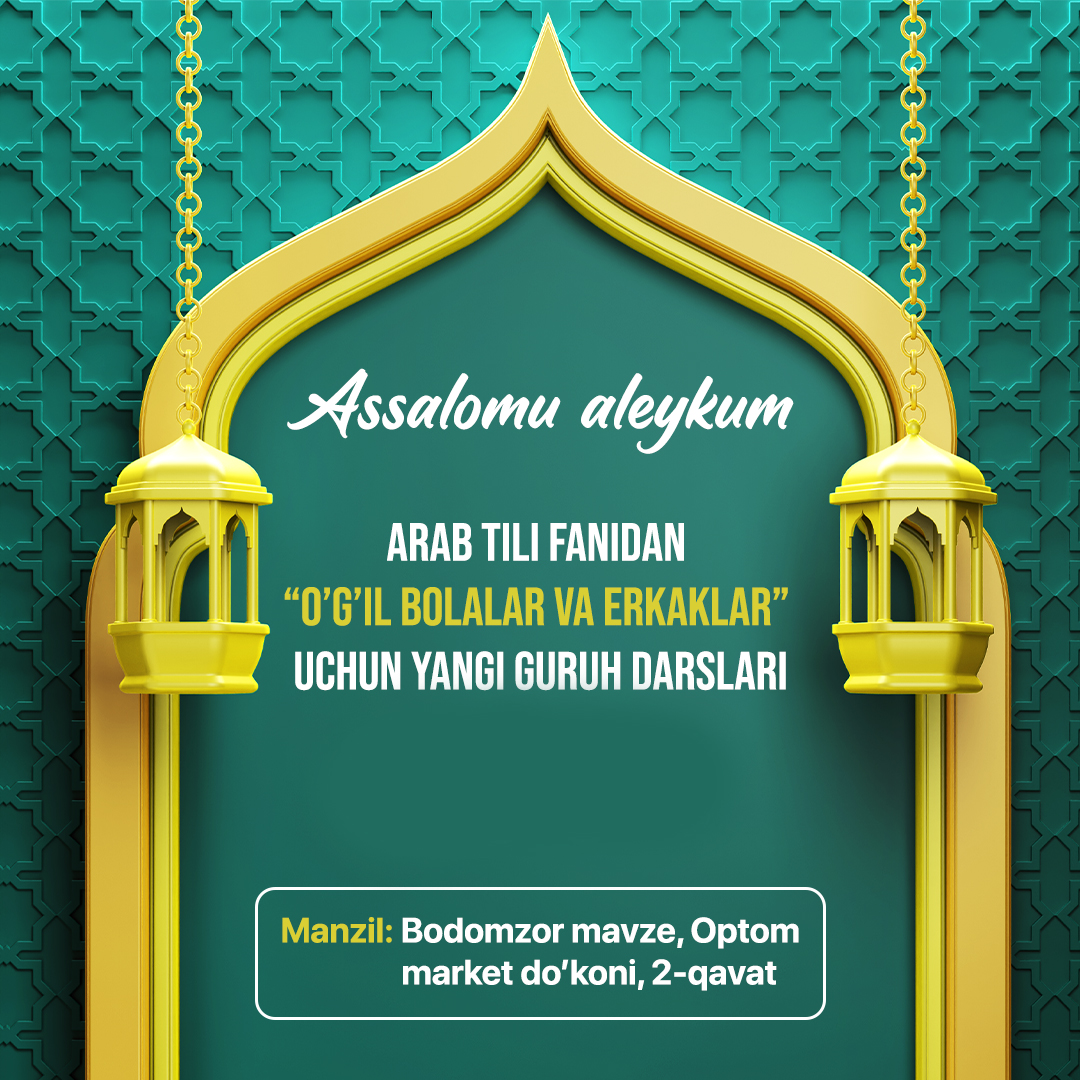 Assalomu aleykum
ARAB TILI FANIDAN
“O’G’IL BOLALAR VA ERKAKLAR”
UCHUN YANGI GURUH DARSLARI
Manzil: Bodomzor mavze, Optom
market do’koni, 2-qavat